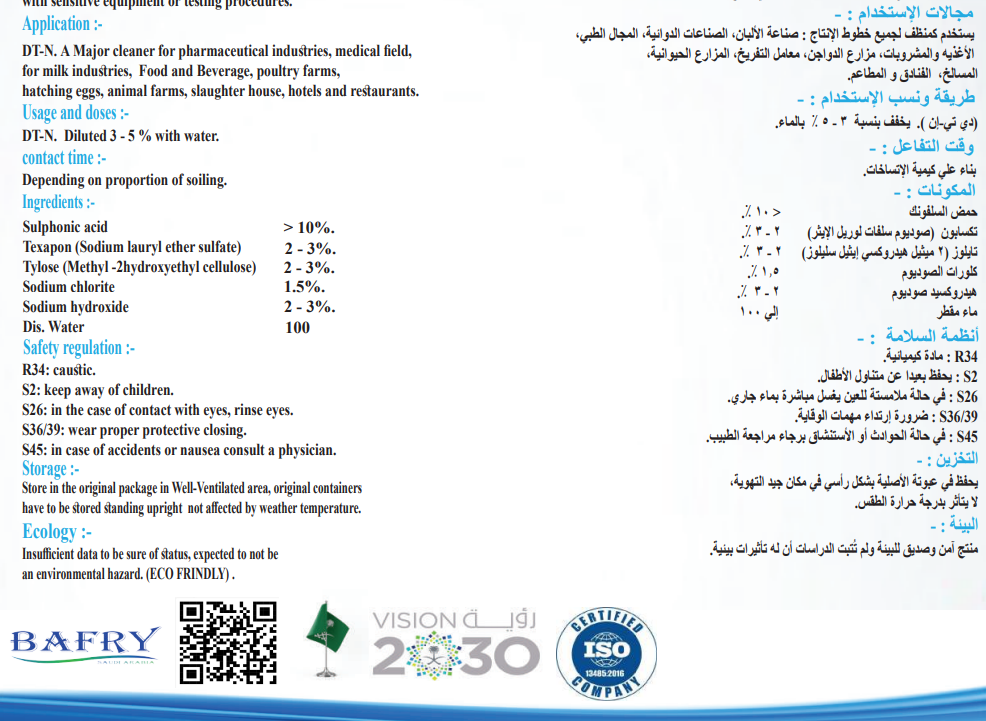 with sensitive equipment or testing procedures.
Application :-
DT-N. A Major cleaner for pharmaceutical industries, medical field,
for milk industries, Food and Beverage, poultry farms,
hatching eggs, animal farms, slaughter house, hotels and restaurants.
Usage and doses :-
DT-N. Diluted 3 - 5 % with water.
contact time :-
Depending on proportion of soiling.
Ingredients :-
Sulphonic acid > 10%.
Texapon (Sodium lauryl ether sulfate) 2 - 3%.
Tylose (Methyl -2hydroxyethyl cellulose) 2 - 3%.
Sodium chlorite 1.5%.
Sodium hydroxide 2 - 3%.
Dis. Water 100
Safety regulation :-
R34: caustic.
S2: keep away of children.
S26: in the case of contact with eyes, rinse eyes.
S36/39: wear proper protective closing.
S45: in case of accidents or nausea consult a physician.
Storage :-
Store in the original package in Well-Ventilated area, original containers
have to be stored standing upright not affected by weather temperature.
Ecology :-
Insufficient data to be sure of status, expected to not be
an environmental hazard. (ECO FRINDLY) .
مجالات الإستخدام : -
يستخدم كمنظف لجميع خطوط الإنتاج : صناعة الألبان، الصناعات الدوائية، المجال الطبي،
الأغذيه والمشروبات، مزارع الدواجن، معامل التفريخ، المزارع الحيوانية،
المسالخ، الفنادق و المطاعم.
طريقة ونسب الإستخدام : -
(دي تي-إن ). يخفف بنسبة ٣ - ٥ ٪ بالماء.
وقت التفاعل : -
بناء علي كيمية الإتساخات.
المكونات : -
حمض السلفونك < ١٠ ٪.
تكسابون (صوديوم سلفات لوريل الإيثر) ٢ - ٣ ٪.
تايلوز (٢ ميثيل هيدروكسي إيثيل سليلوز) ٢ - ٣ ٪.
كلورات الصوديوم ١,٥ ٪.
هيدروكسيد صوديوم ٢ - ٣ ٪.
ماء مقطر إلي ١٠٠
أنظمة السلامة : -
R34 : مادة كيميائية.
S2 : يحفظ بعيدا عن متناول الأطفال.
S26 : في حالة ملامستة للعين يغسل مباشرة بماء جاري.
S36/39 : ضرورة إرتداء مهمات الوقاية.
S45 : في حالة الحوادث أو الأستنشاق برجاء مراجعة الطبيب.
التخزين : -
يحفظ في عبوتة الأصلية بشكل رأسي في مكان جيد التهوية،
لا يتأثر بدرجة حرارة الطقس.
البيئة : -
منتج آمن وصديق للبيئة ولم تُتبت الدراسات أن له تأثيرات بيئية.
BAFRY
SAUDI ARABIA
VISION رؤيــة
2030
CERTIFIED
ISO
13485:2016
COMPANY